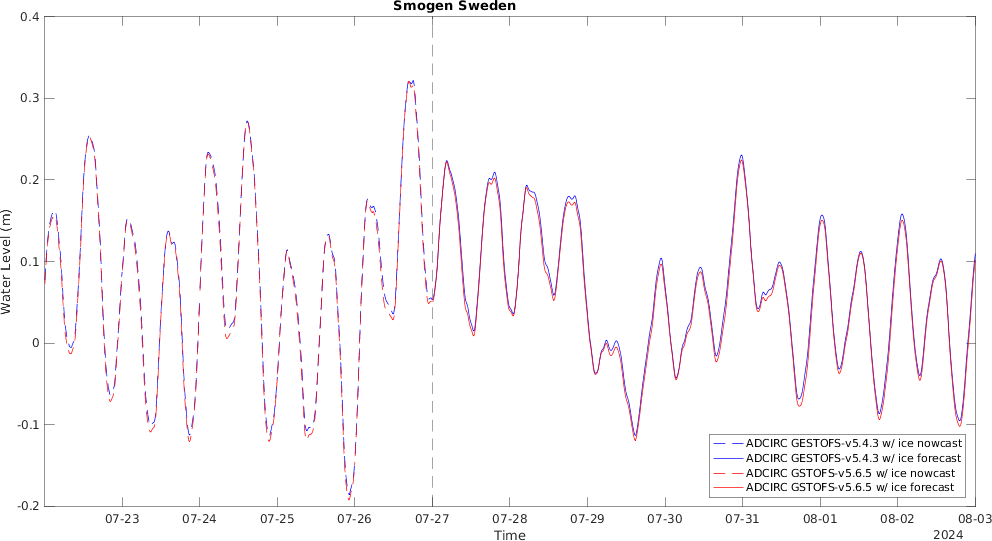 Smogen Sweden
Water Level (m)
0.4
0.3
0.2
0.1
0
-0.1
-0.2
07-23 07-24 07-25 07-26 07-27 07-28 07-29 07-30 07-31 08-01 08-02 08-03
Time
2024
ADCIRC GESTOFS-v5.4.3 w/ ice nowcast
ADCIRC GESTOFS-v5.4.3 w/ ice forecast
ADCIRC GSTOFS-v5.6.5 w/ ice nowcast
ADCIRC GSTOFS-v5.6.5 w/ ice forecast